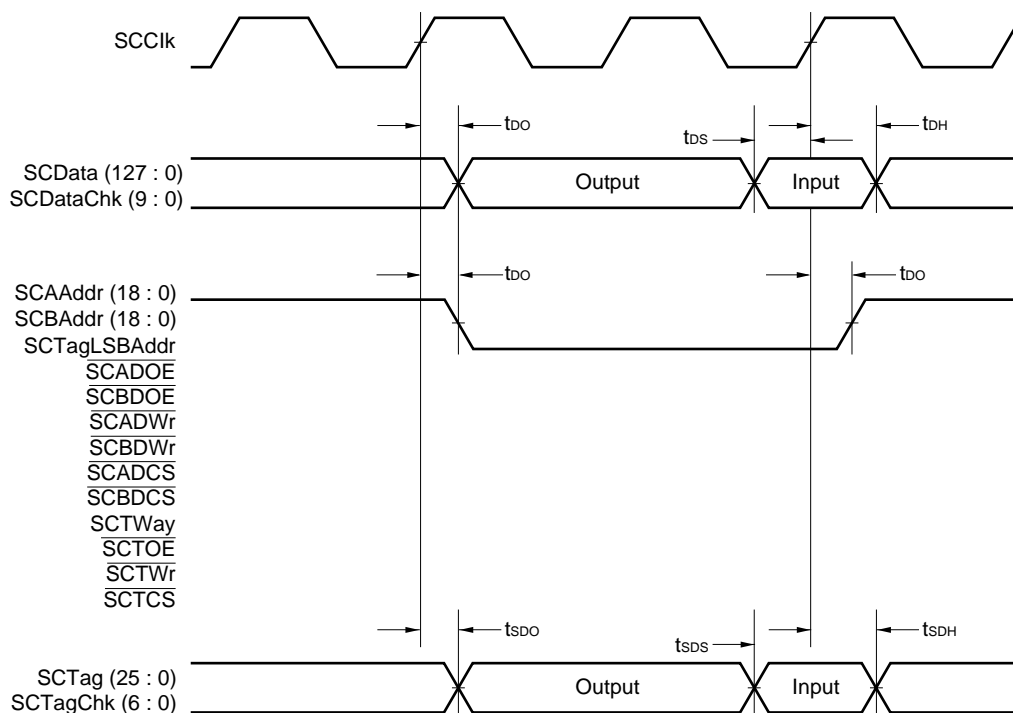 SCClk
tDO
tDS
tDH
SCData (127 : 0)
SCDataChk (9 : 0)
Output
Input
tDO
tDO
SCAAddr (18 : 0)
SCBAddr (18 : 0)
SCTagLSBAddr
SCADOE
SCBDOE
SCADWr
SCBDWr
SCADCS
SCBDCS
SCTWay
SCTOE
SCTWr
SCTCS
tSDO
tSDS
tSDH
SCTag (25 : 0)
SCTagChk (6 : 0)
Output
Input